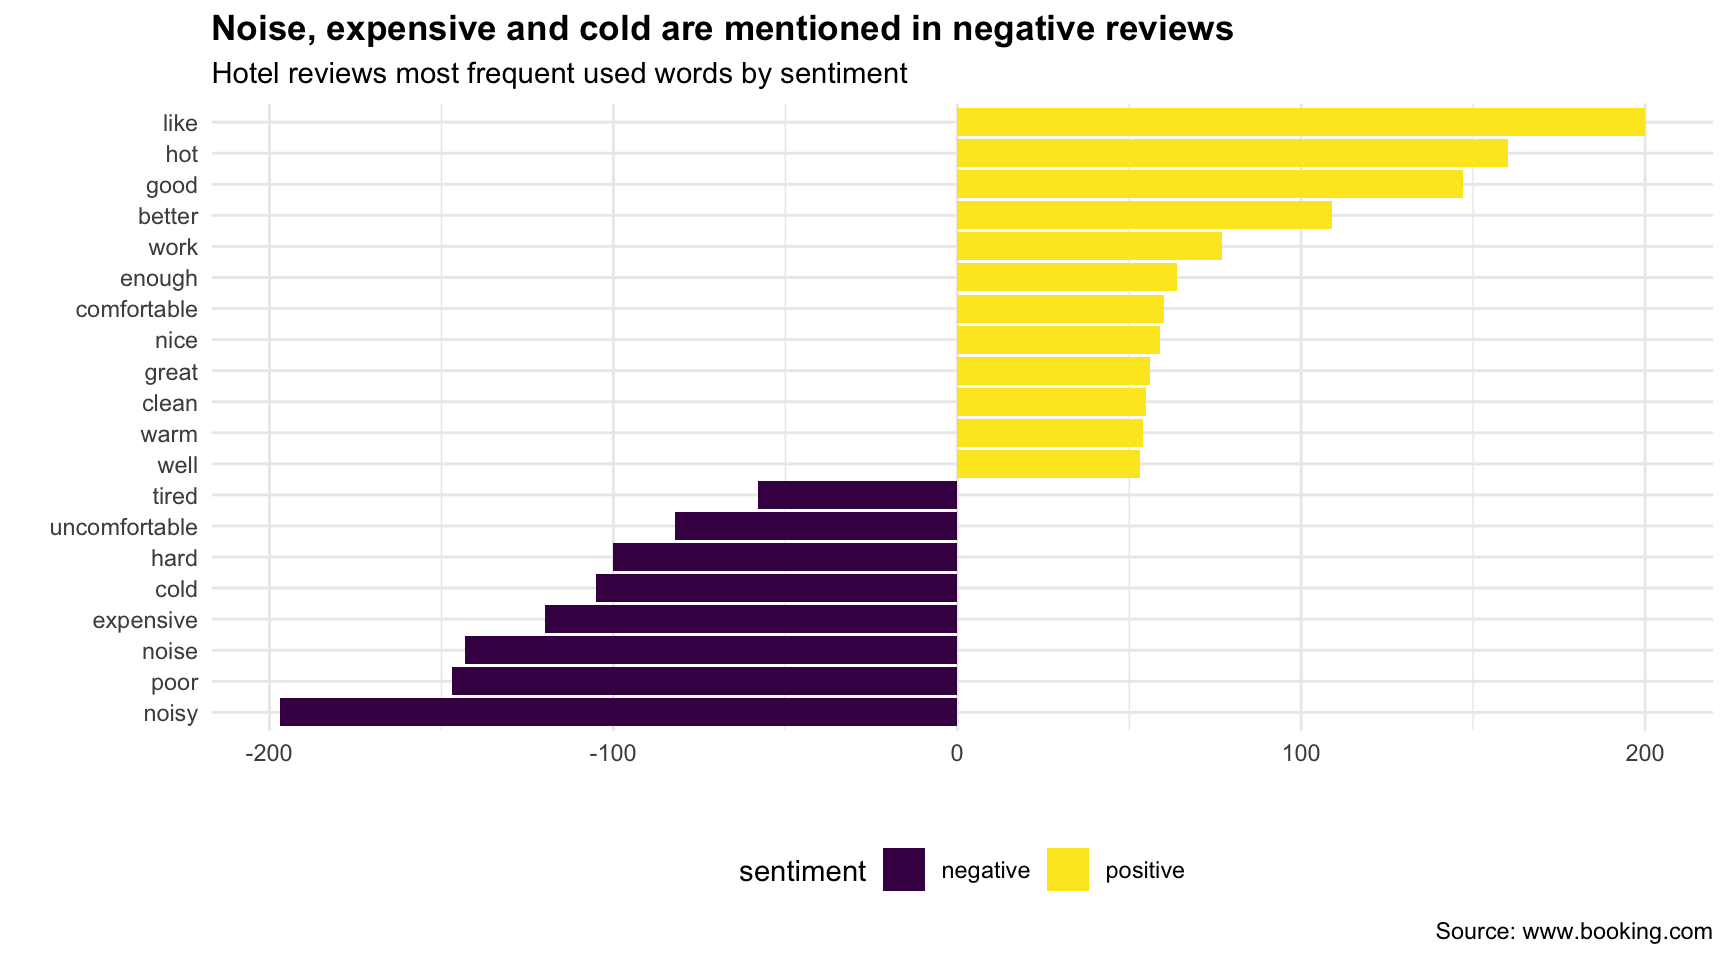 Noise, expensive and cold are mentioned in negative reviews
Hotel reviews most frequent used words by sentiment
like
hot
good
better
work
enough
comfortable
nice
great
clean
warm
well
tired
uncomfortable
hard
cold
expensive
noise
poor
noisy
-200 -100 0 100 200
sentiment negative positive
Source: www.booking.com